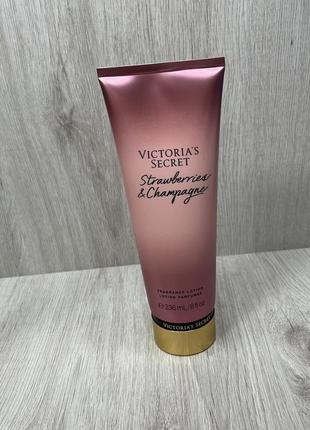 VICTORIA'S
SECRET
Strawberries
& Champagne
FRAGRANCE LOTION
LOTION PARFUMÉE
℮ 236 mL/8 fl oz
VICTORIA'S SECRET